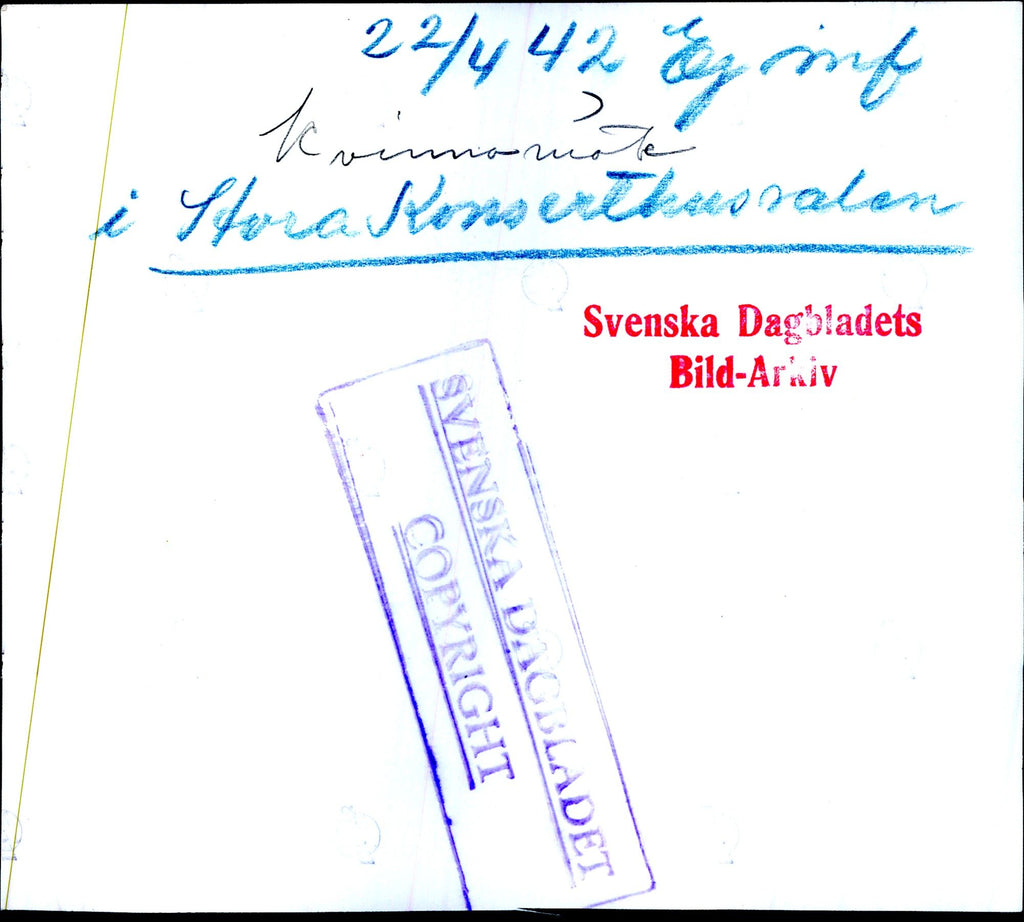 22/4 42 Eg inf
Kvinnomöte
i Stora Konserthussalen
Svenska Dagbladets
Bild-Arkiv
SVENSKA DAGBLADET
COPYRIGHT